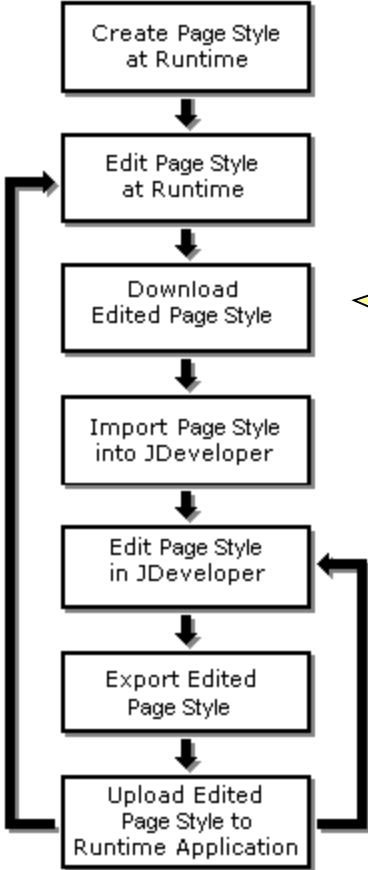 Create Page Style
at Runtime
Edit Page Style
at Runtime
Download
Edited Page Style
Import Page Style
into JDeveloper
Edit Page Style
in JDeveloper
Export Edited
Page Style
Upload Edited
Page Style to
Runtime Application